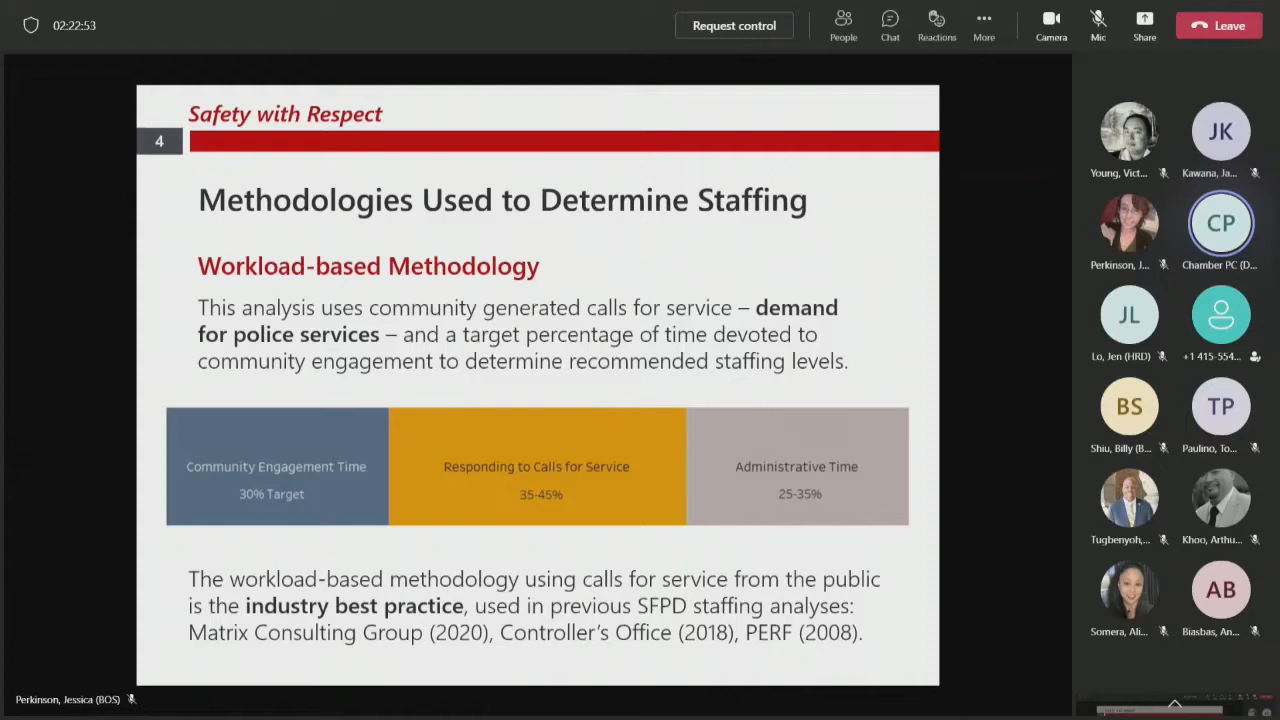 02:22:53
Request control
People
Chat
Reactions
More
Camera
Mic
Share
Leave
Safety with Respect
4
Methodologies Used to Determine Staffing
Workload-based Methodology
This analysis uses community generated calls for service – demand
for police services – and a target percentage of time devoted to
community engagement to determine recommended staffing levels.
Community Engagement Time
30% Target
Responding to Calls for Service
35-45%
Administrative Time
25-35%
The workload-based methodology using calls for service from the public
is the industry best practice, used in previous SFPD staffing analyses:
Matrix Consulting Group (2020), Controller's Office (2018), PERF (2008).
Young, Vict...
JK
Kawana, Ja...
Perkinson, J...
CP
Chamber PC (D...
JL
Lo, Jen (HRD)
+1 415-554...
BS
Shiu, Billy (B...
TP
Paulino, To...
Tugbenyoh,...
Khoo, Arthu...
Somera, Ali...
AB
Biasbas, An...
Perkinson, Jessica (BOS)